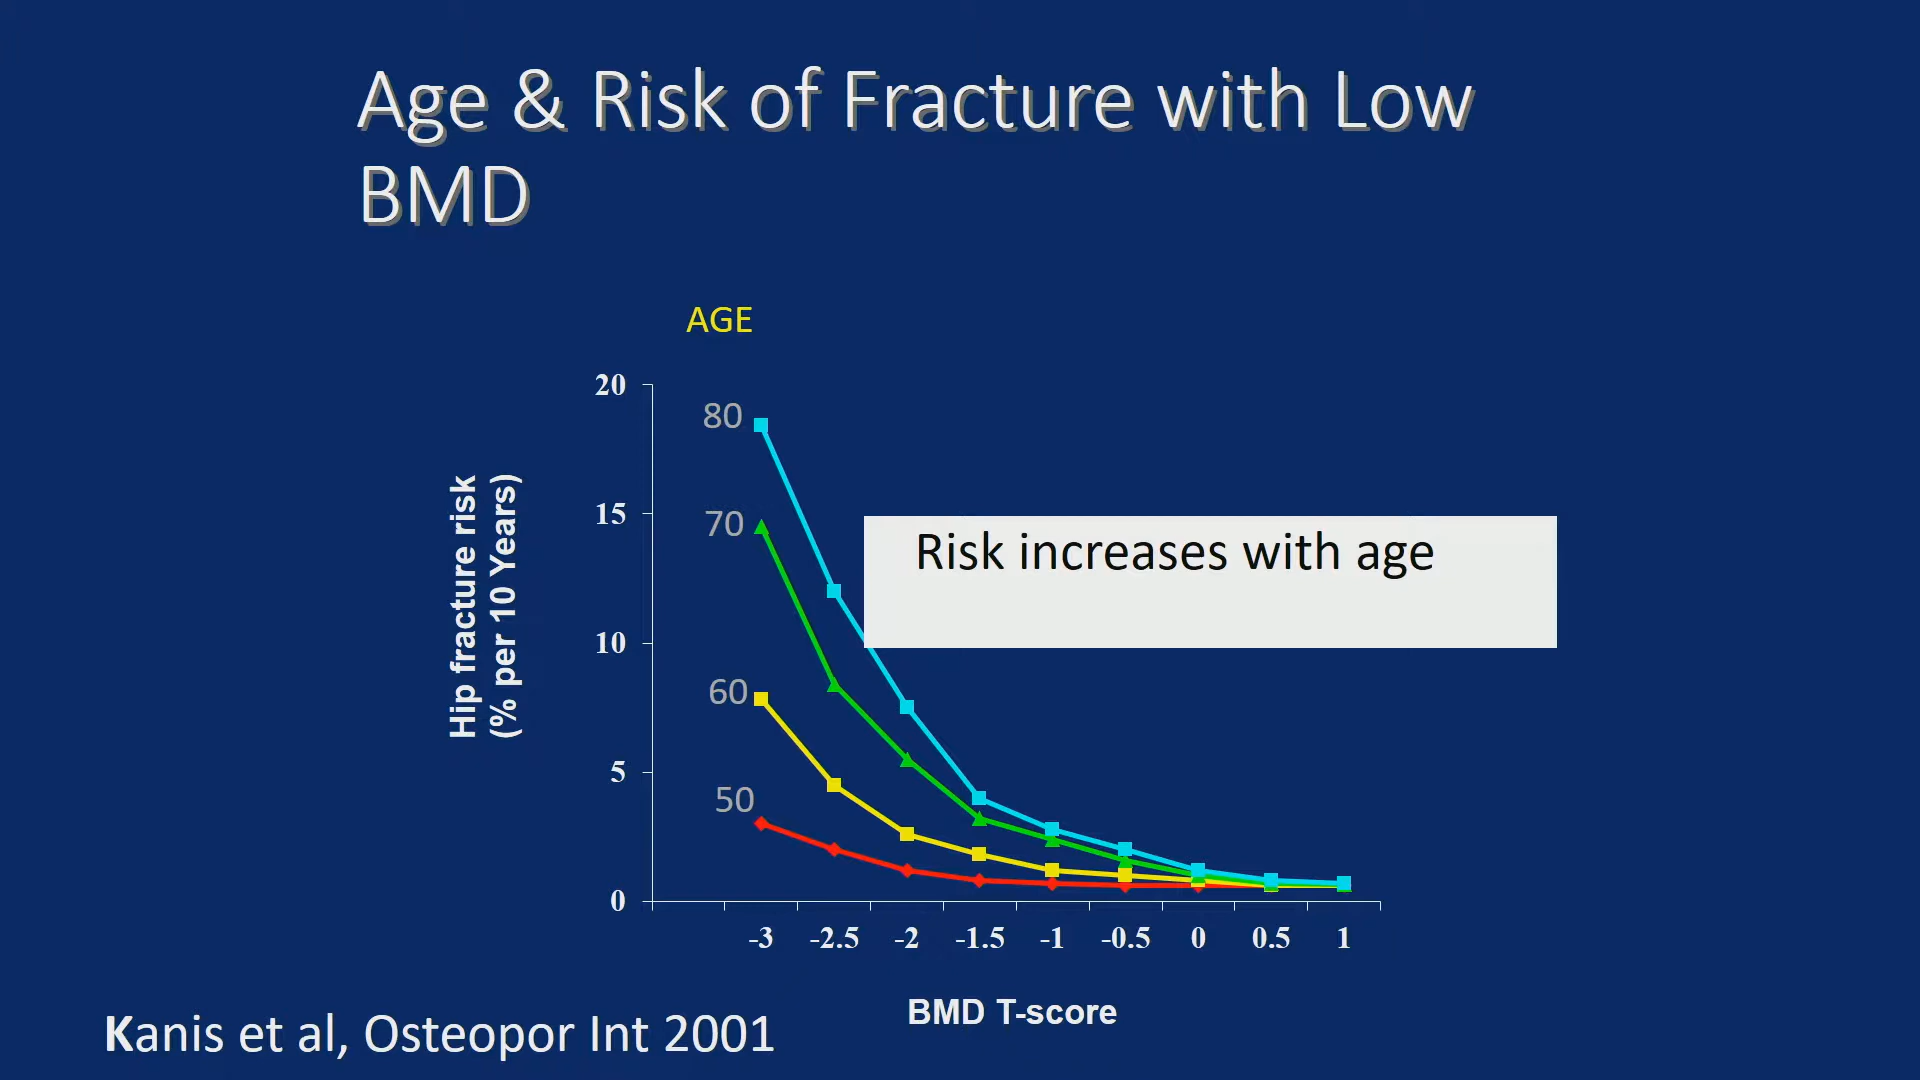 Age & Risk of Fracture with Low
BMD
AGE
20
15
10
5
0
80
70
60
50
Hip fracture risk
(% per 10 Years)
Risk increases with age
-3 -2.5 -2 -1.5 -1 -0.5 0 0.5 1
BMD T-score
Kanis et al, Osteopor Int 2001